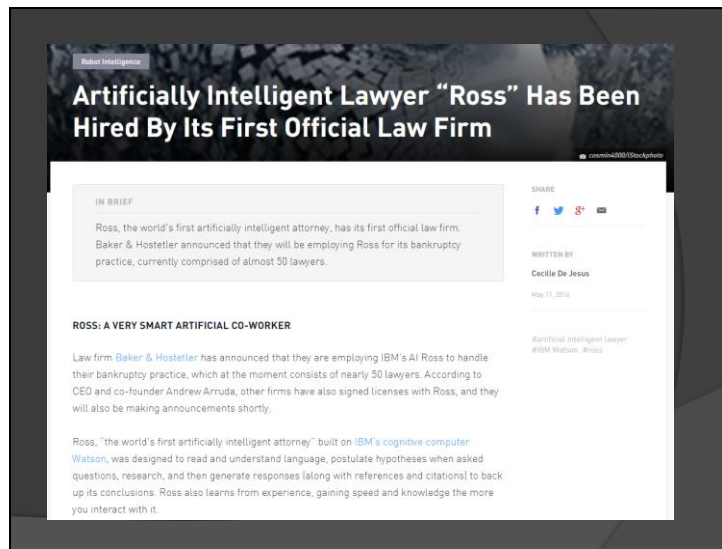 Robot Intelligence
Artificially Intelligent Lawyer “Ross” Has Been
Hired By Its First Official Law Firm
cosmin4000/iStockphoto
IN BRIEF
Ross, the world's first artificially intelligent attorney, has its first official law firm.
Baker & Hostetler announced that they will be employing Ross for its bankruptcy
practice, currently comprised of almost 50 lawyers.
SHARE
f g+
WRITTEN BY
Cecille De Jesus
May 11, 2016
#artificial intelligent lawyer
#IBM Watson #ross
ROSS: A VERY SMART ARTIFICIAL CO-WORKER
Law firm Baker & Hostetler has announced that they are employing IBM's AI Ross to handle
their bankruptcy practice, which at the moment consists of nearly 50 lawyers. According to
CEO and co-founder Andrew Arruda, other firms have also signed licenses with Ross, and they
will also be making announcements shortly.
Ross, “the world's first artificially intelligent attorney” built on IBM's cognitive computer
Watson, was designed to read and understand language, postulate hypotheses when asked
questions, research, and then generate responses (along with references and citations) to back
up its conclusions. Ross also learns from experience, gaining speed and knowledge the more
you interact with it.